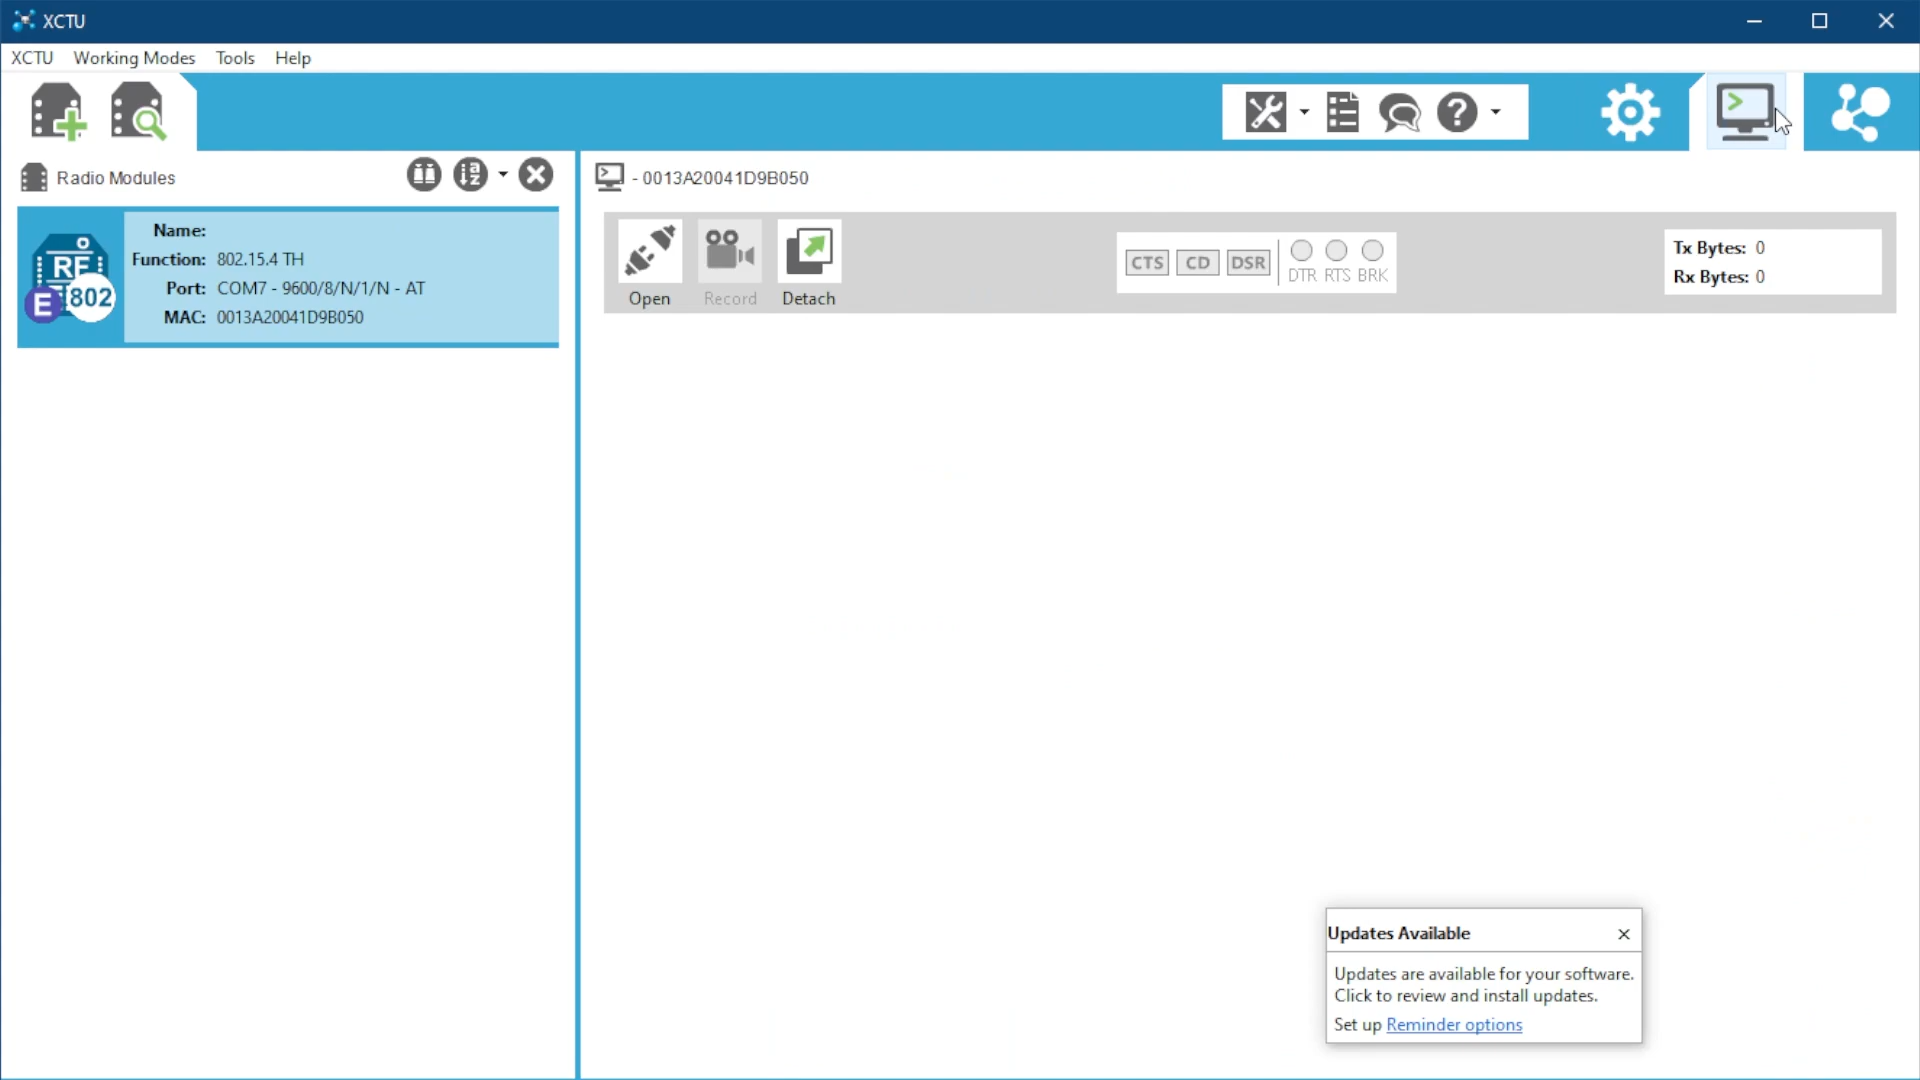 XCTU
XCTU Working Modes Tools Help
Radio Modules
- 0013A20041D9B050
Name:
Function: 802.15.4 TH
Port: COM7 - 9600/8/N/1/N - AT
MAC: 0013A20041D9B050
RF
E 802
Open Record Detach
CTS CD DSR DTR RTS BRK
Tx Bytes: 0
Rx Bytes: 0
Updates Available
Updates are available for your software.
Click to review and install updates.
Set up Reminder options